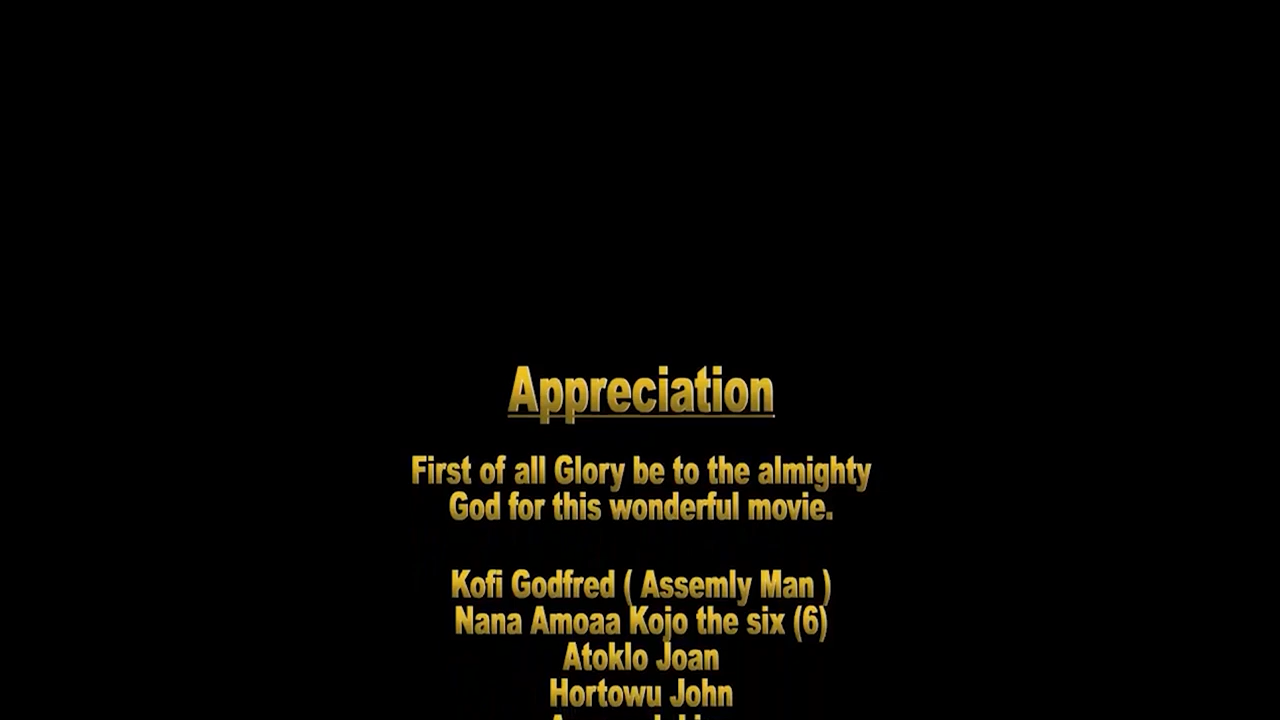 Appreciation
First of all Glory be to the almighty
God for this wonderful movie.
Kofi Godfred ( Assemly Man )
Nana Amoaa Kojo the six (6)
Atoklo Joan
Hortowu John